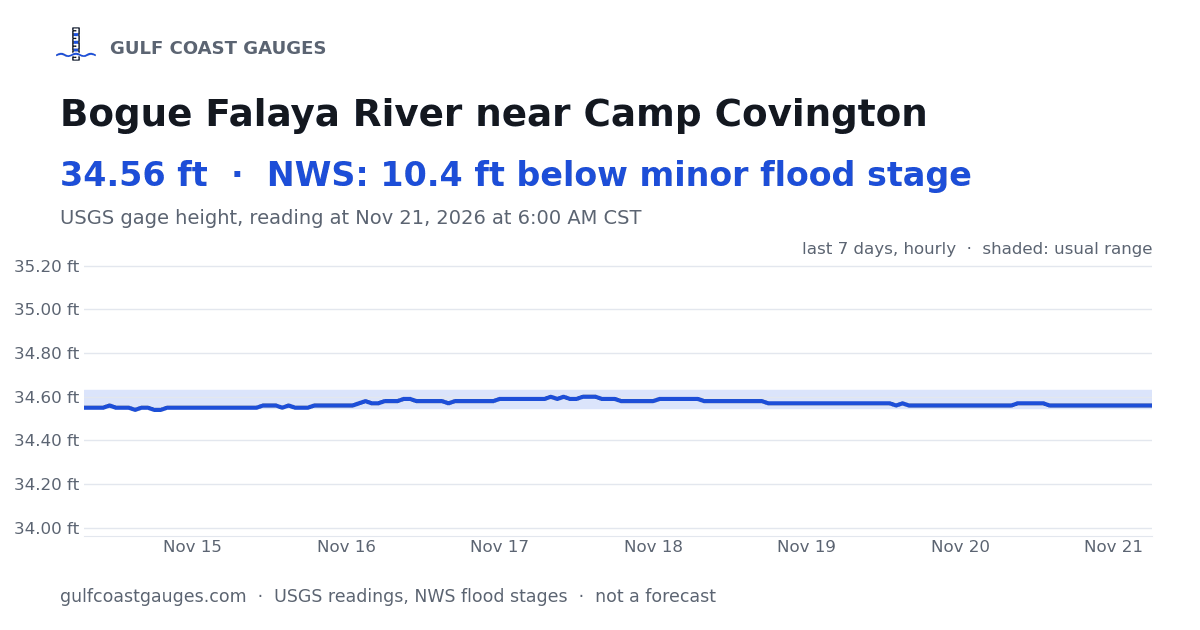 GULF COAST GAUGES
Bogue Falaya River near Camp Covington
34.56 ft · NWS: 10.4 ft below minor flood stage
USGS gage height, reading at Nov 21, 2026 at 6:00 AM CST
last 7 days, hourly · shaded: usual range
35.20 ft
35.00 ft
34.80 ft
34.60 ft
34.40 ft
34.20 ft
34.00 ft
Nov 15 Nov 16 Nov 17 Nov 18 Nov 19 Nov 20 Nov 21
gulfcoastgauges.com · USGS readings, NWS flood stages · not a forecast